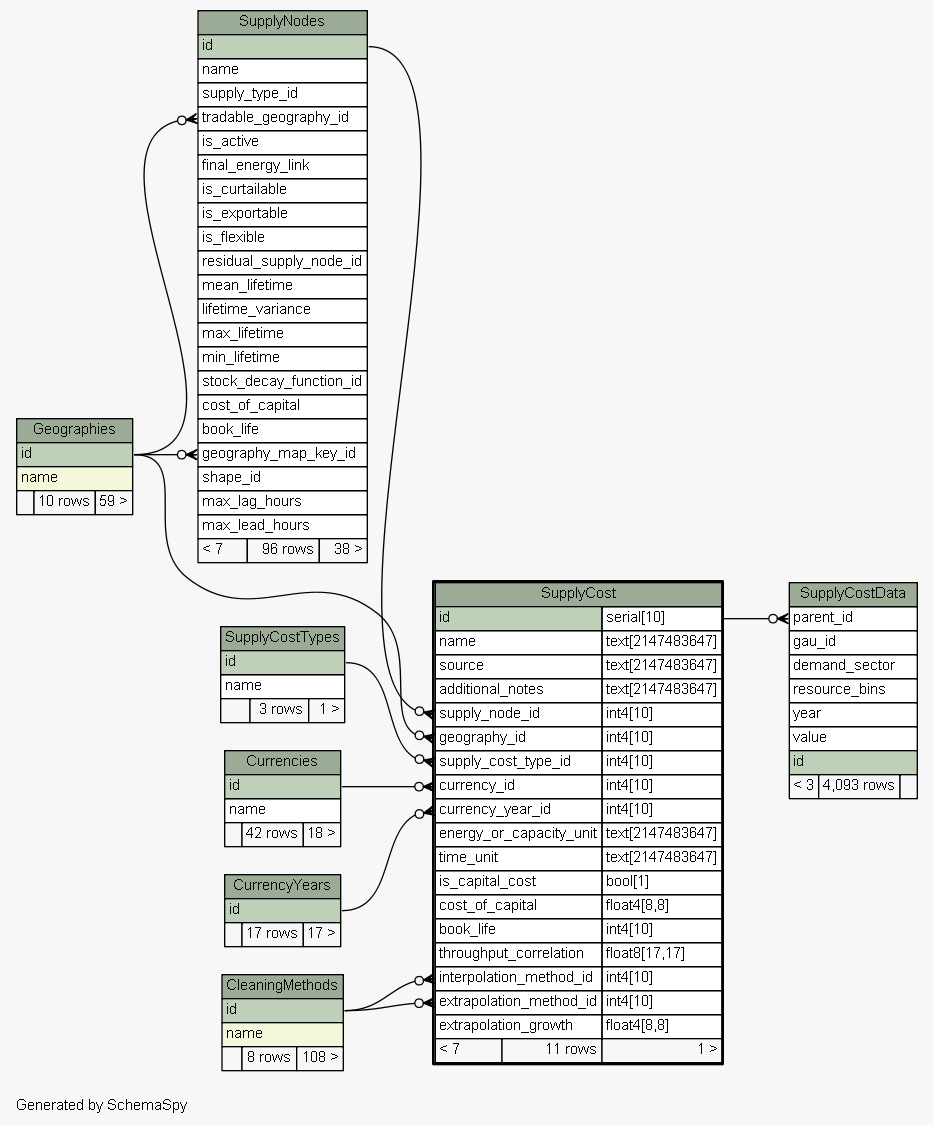 SupplyNodes
id
name
supply_type_id
tradable_geography_id
is_active
final_energy_link
is_curtailable
is_exportable
is_flexible
residual_supply_node_id
mean_lifetime
lifetime_variance
max_lifetime
min_lifetime
stock_decay_function_id
cost_of_capital
book_life
geography_map_key_id
shape_id
max_lag_hours
max_lead_hours
< 7 96 rows 38 >
Geographies
id
name
10 rows 59 >
SupplyCostTypes
id
name
3 rows 1 >
Currencies
id
name
42 rows 18 >
CurrencyYears
id
17 rows 17 >
CleaningMethods
id
name
8 rows 108 >
SupplyCost
id serial[10]
name text[2147483647]
source text[2147483647]
additional_notes text[2147483647]
supply_node_id int4[10]
geography_id int4[10]
supply_cost_type_id int4[10]
currency_id int4[10]
currency_year_id int4[10]
energy_or_capacity_unit text[2147483647]
time_unit text[2147483647]
is_capital_cost bool[1]
cost_of_capital float4[8,8]
book_life int4[10]
throughput_correlation float8[17,17]
interpolation_method_id int4[10]
extrapolation_method_id int4[10]
extrapolation_growth float4[8,8]
< 7 11 rows 1 >
SupplyCostData
parent_id
gau_id
demand_sector
resource_bins
year
value
id
< 3 4,093 rows
Generated by SchemaSpy